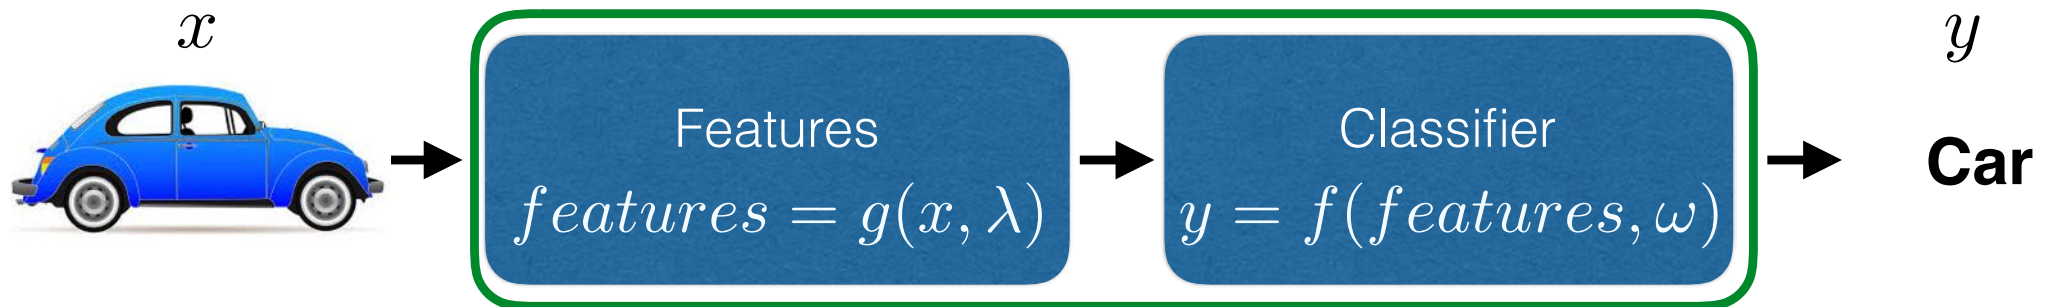 x
Features
features = g(x, λ)
Classifier
y = f(features, ω)
y
Car